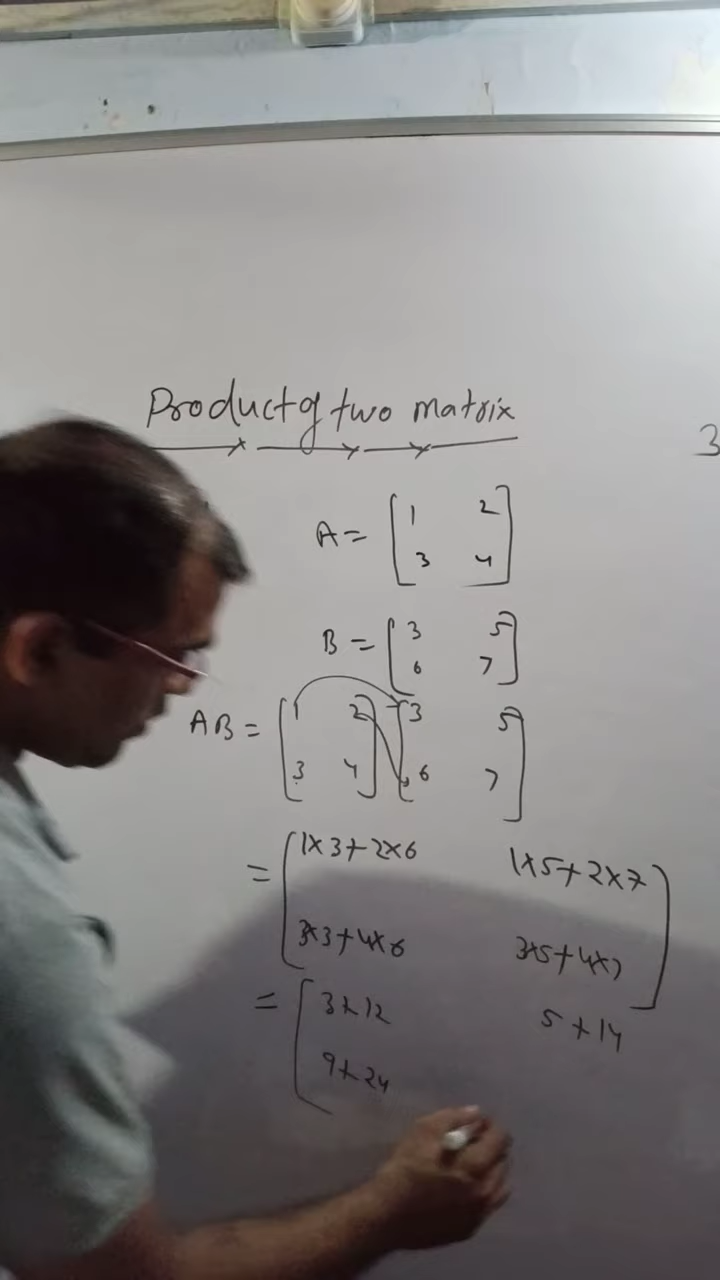 Product of two matrix
3
A = [1 2
3 4]
B = [3 5
6 7]
AB = [1 2 [3 5
3 4] 6 7]
= [1×3+2×6 1×5+2×7
3×3+4×6 3×5+4×7]
= [3+12 5+14
9+24